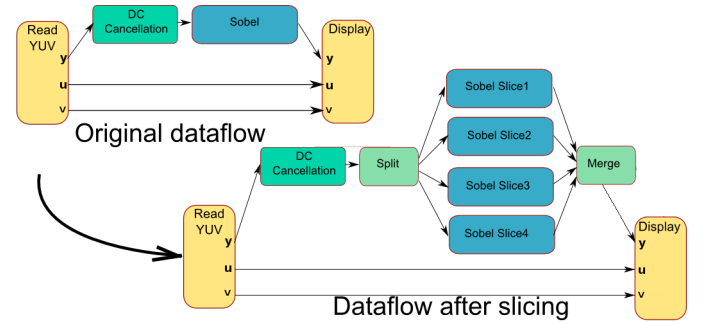 Read
YUV
y
u
v
DC
Cancellation
Sobel
Display
y
u
v
Original dataflow
DC
Cancellation
Split
Sobel Slice1
Sobel Slice2
Sobel Slice3
Sobel Slice4
Merge
Read
YUV
y
u
v
Display
y
u
v
Dataflow after slicing